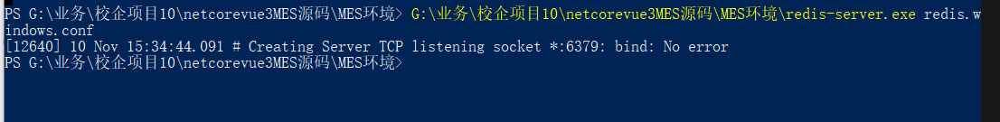 PS G:\业务\校企项目10\netcorevue3MES源码\MES环境> G:\业务\校企项目10\netcorevue3MES源码\MES环境\redis-server.exe redis.w
indows.conf
[12640] 10 Nov 15:34:44.091 # Creating Server TCP listening socket *:6379: bind: No error
PS G:\业务\校企项目10\netcorevue3MES源码\MES环境>